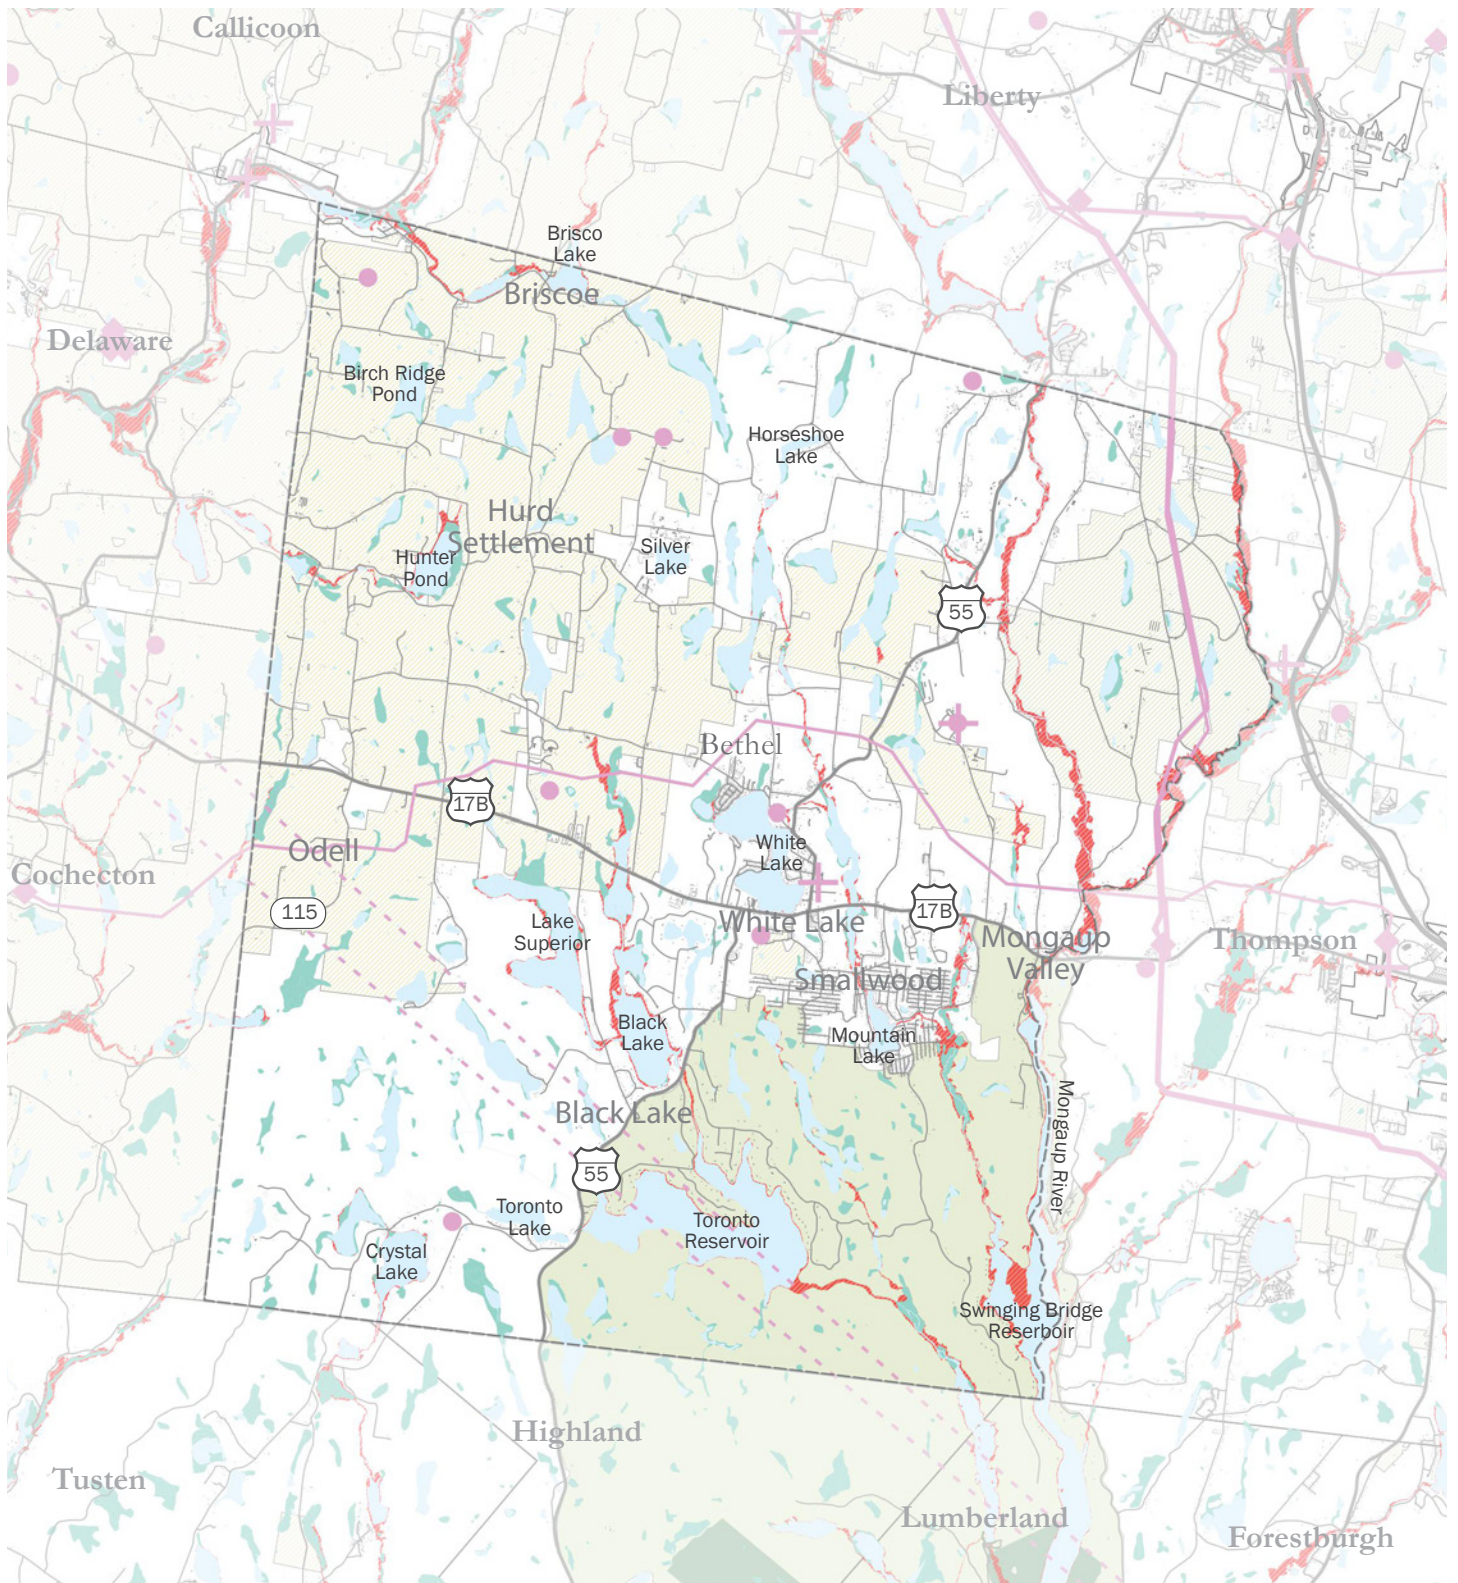 Callicoon
Liberty
Brisco
Lake
Briscoe
Delaware
Birch Ridge
Pond
Horseshoe
Lake
Hurd
Settlement
Hunter
Pond
Silver
Lake
55
Bethel
17B
White
Lake
Odell
Cochecton
115
Lake
Superior
White Lake
17B
Mongaup
Valley
Thompson
Smallwood
Black
Lake
Mountain
Lake
Black Lake
Mongaup River
55
Toronto
Lake
Toronto
Reservoir
Crystal
Lake
Swinging Bridge
Reserboir
Highland
Tusten
Lumberland
Forestburgh